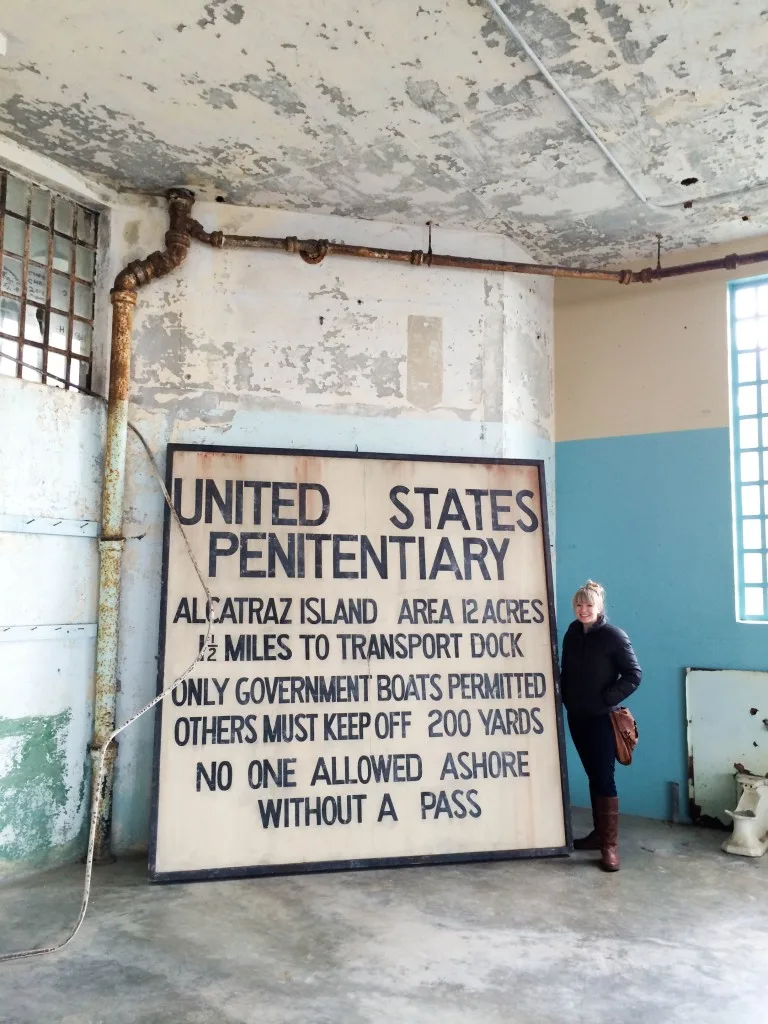 UNITED STATES
PENITENTIARY
ALCATRAZ ISLAND AREA 12 ACRES
1½ MILES TO TRANSPORT DOCK
ONLY GOVERNMENT BOATS PERMITTED
OTHERS MUST KEEP OFF 200 YARDS
NO ONE ALLOWED ASHORE
WITHOUT A PASS